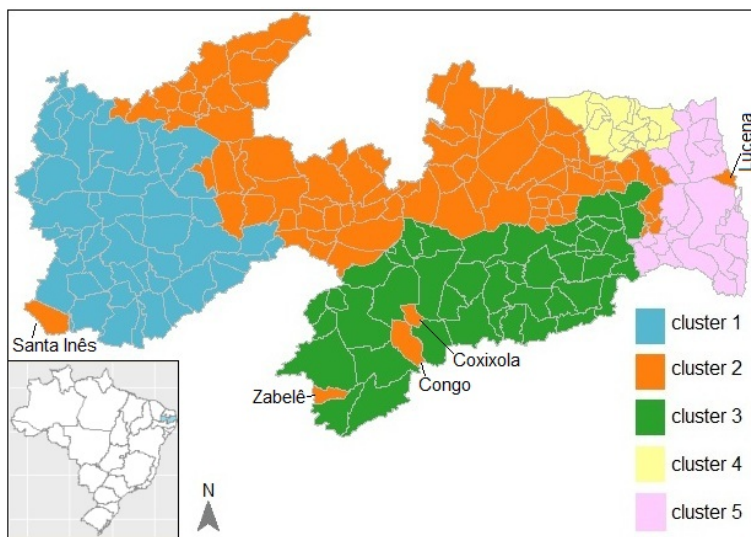 Lucena
Santa Inês
Coxixola
Congo
Zabelê
cluster 1
cluster 2
cluster 3
cluster 4
cluster 5
N